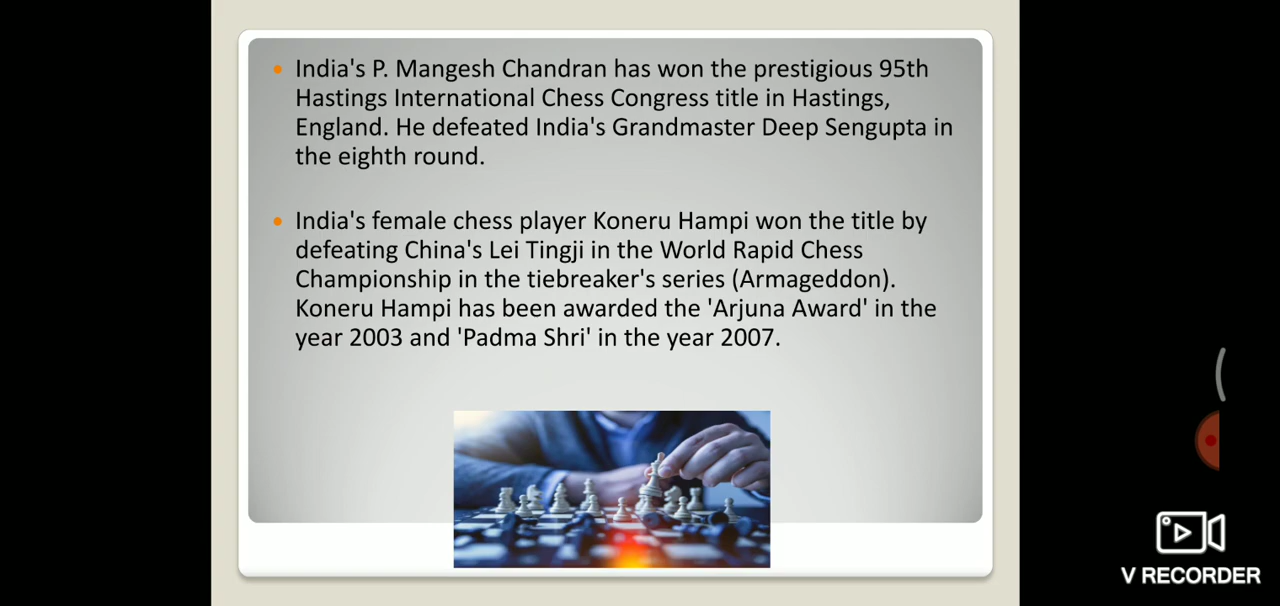 India's P. Mangesh Chandran has won the prestigious 95th
Hastings International Chess Congress title in Hastings,
England. He defeated India's Grandmaster Deep Sengupta in
the eighth round.
India's female chess player Koneru Hampi won the title by
defeating China's Lei Tingji in the World Rapid Chess
Championship in the tiebreaker's series (Armageddon).
Koneru Hampi has been awarded the 'Arjuna Award' in the
year 2003 and 'Padma Shri' in the year 2007.
V RECORDER